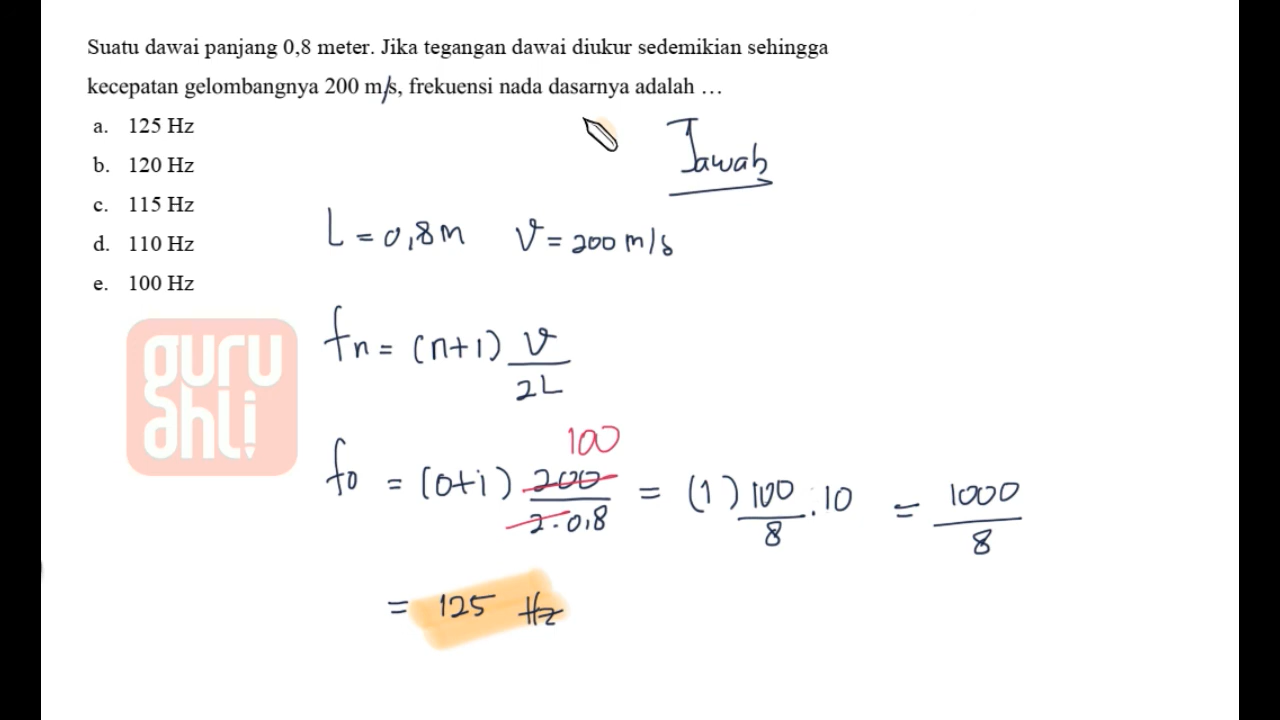 Suatu dawai panjang 0,8 meter. Jika tegangan dawai diukur sedemikian sehingga
kecepatan gelombangnya 200 m/s, frekuensi nada dasarnya adalah …
a. 125 Hz
b. 120 Hz
c. 115 Hz
d. 110 Hz
e. 100 Hz
Jawab
L = 0,8 m v = 200 m/s
guru
ahli
fn = (n+1) v/2L
f0 = (0+1) 200/2.0,8 100 = (1) 100/8 . 10 = 1000/8
= 125 Hz